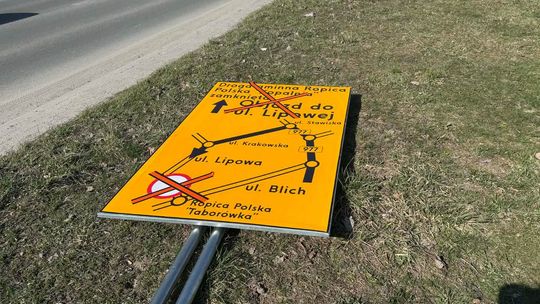 Droga gminna Ropica
Polska "Kopalnia"
zamknięta
Objazd do
ul. Lipowej
ul. Stawiska
977
ul. Krakowska
977
ul. Lipowa
ul. Blich
Ropica Polska
"Taborówka"